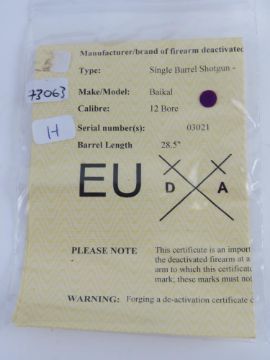 Manufacturer/brand of firearm deactivated
Type: Single Barrel Shotgun -
73063
Make/Model: Baikal
Calibre: 12 Bore
H
Serial number(s): 03021
Barrel Length 28.5"
EU
D A
PLEASE NOTE This certificate is an import
the deactivated firearm at a
arm to which this certificat
mark; these marks must no
WARNING: Forging a de-activation certificate c